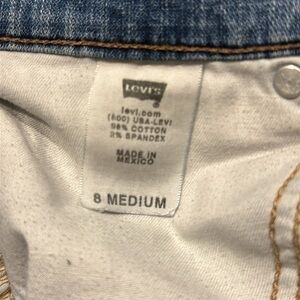 LEVI'S
®
levi.com
(800) USA-LEVI
98% COTTON
2% SPANDEX
MADE IN
MEXICO
8 MEDIUM